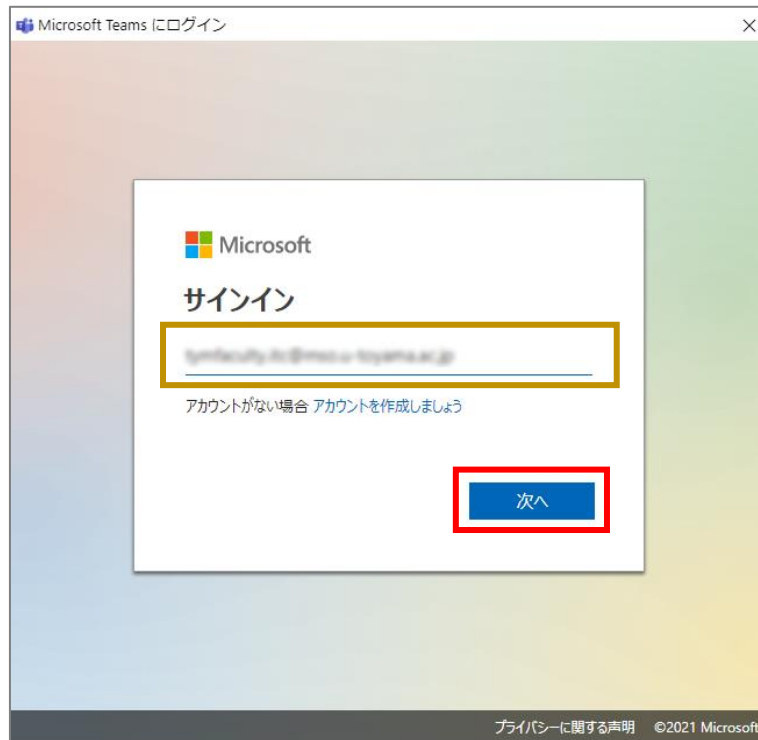 Microsoft Teams にログイン
Microsoft
サインイン
アカウントがない場合 アカウントを作成しましょう
次へ
プライバシーに関する声明 ©2021 Microsoft